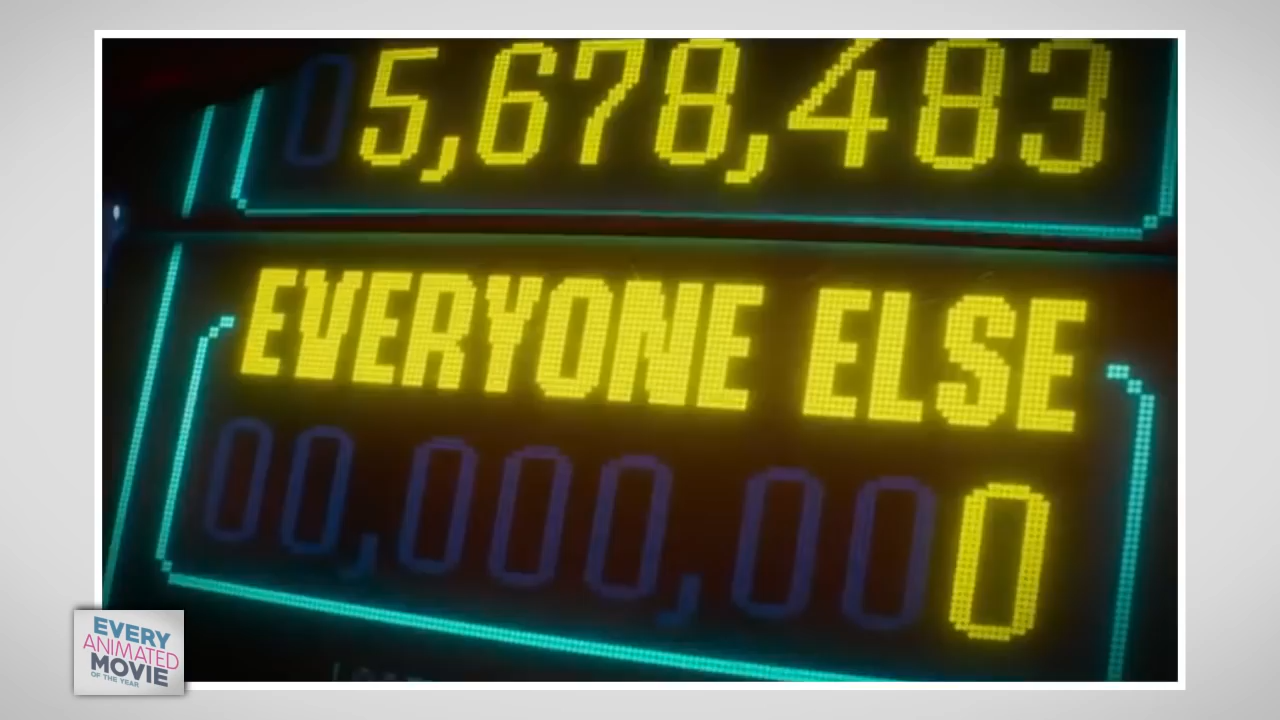 05,678,483
EVERYONE ELSE
00,000,000
EVERY
ANIMATED
MOVIE
OF THE YEAR